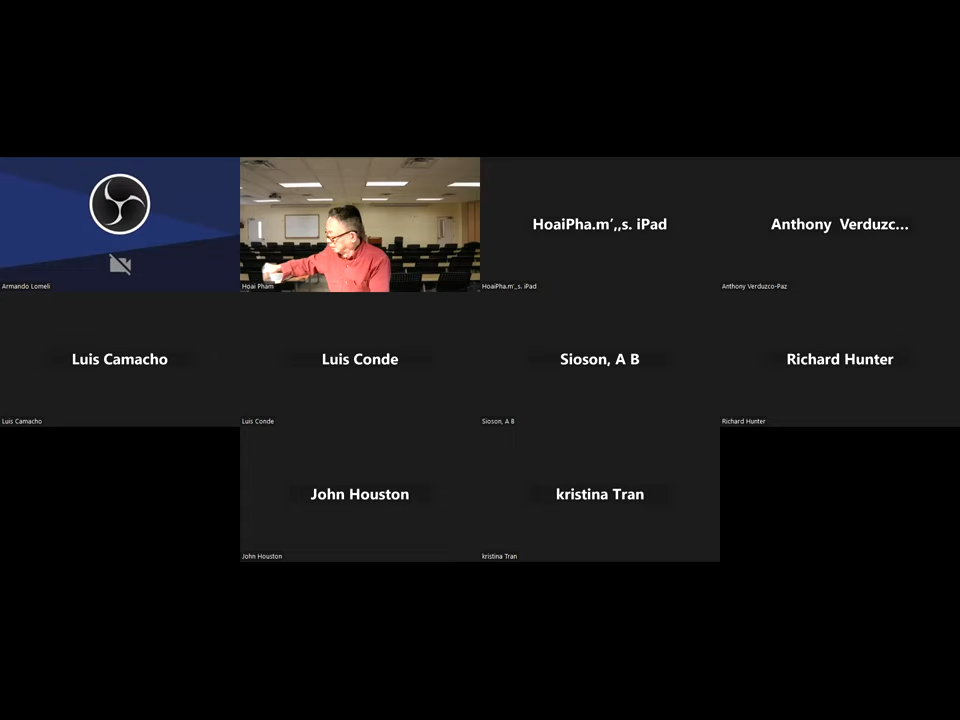 Armando Lomeli
Hoai Pham
HoaiPha.m´,,s. iPad
HoaiPha.m´,,s. iPad
Anthony Verduzc...
Anthony Verduzco-Paz
Luis Camacho
Luis Camacho
Luis Conde
Luis Conde
Sioson, A B
Sioson, A B
Richard Hunter
Richard Hunter
John Houston
John Houston
kristina Tran
kristina Tran